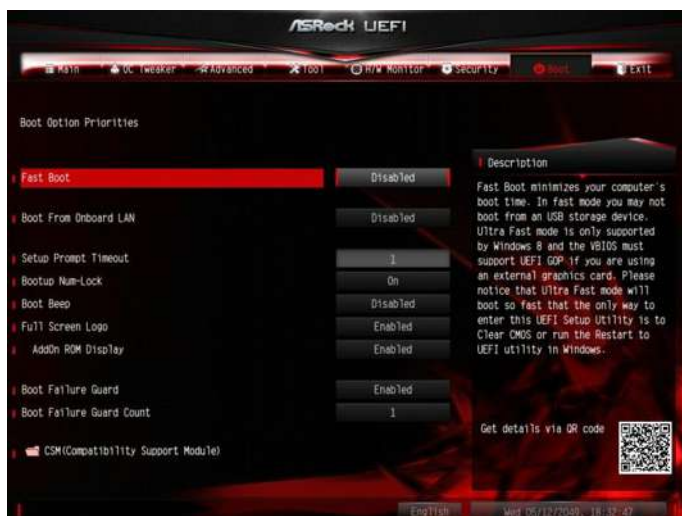 ASRock UEFI
Main OC Tweaker Advanced Tool H/W Monitor Security Boot Exit
Boot Option Priorities
Fast Boot Disabled
Boot From Onboard LAN Disabled
Setup Prompt Timeout 1
Bootup Num-Lock On
Boot Beep Disabled
Full Screen Logo Enabled
AddOn ROM Display Enabled
Boot Failure Guard Enabled
Boot Failure Guard Count 1
CSM(Compatibility Support Module)
Description
Fast Boot minimizes your computer's
boot time. In fast mode you may not
boot from an USB storage device.
Ultra Fast mode is only supported
by Windows 8 and the VBIOS must
support UEFI GOP if you are using
an external graphics card. Please
notice that Ultra Fast mode will
boot so fast that the only way to
enter this UEFI Setup Utility is to
Clear CMOS or run the Restart to
UEFI utility in Windows.
Get details via QR code
English Wed 05/12/2049, 18:32:47